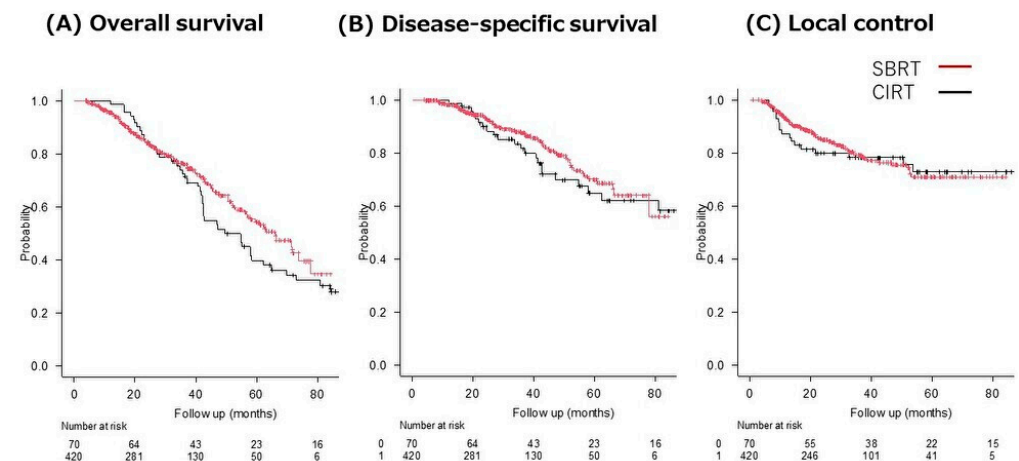 (A) Overall survival
(B) Disease-specific survival
(C) Local control
SBRT
CIRT
1.0
0.8
0.6
0.4
0.2
0.0
Probability
0 20 40 60 80
Follow up (months)
Number at risk
70 64 43 23 16
420 281 130 50 6
1.0
0.8
0.6
0.4
0.2
0.0
Probability
0 20 40 60 80
Follow up (months)
Number at risk
0 70 64 43 23 16
1 420 281 130 50 6
1.0
0.8
0.6
0.4
0.2
0.0
Probability
0 20 40 60 80
Follow up (months)
Number at risk
0 70 55 38 22 15
1 420 246 101 41 5